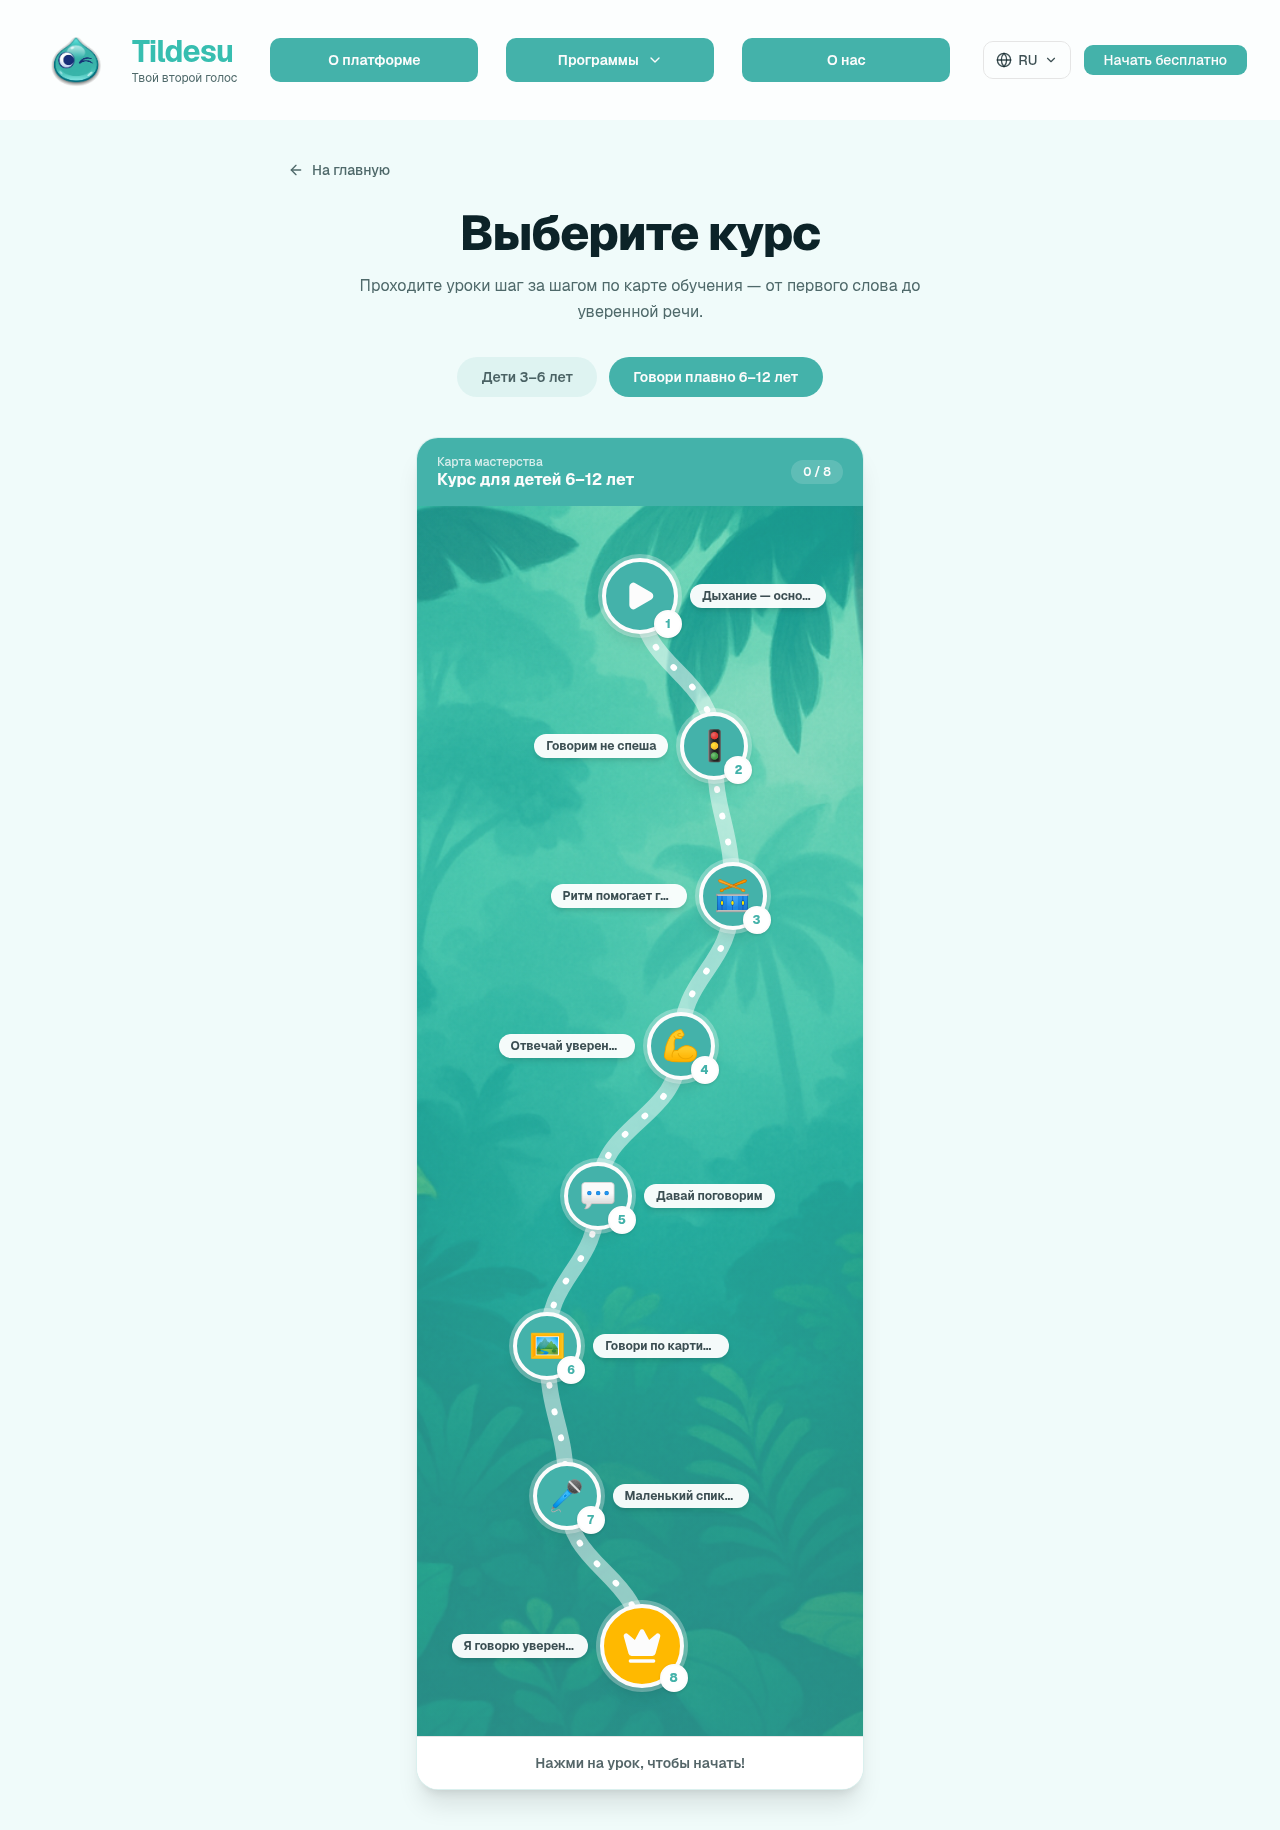 Tildesu
Твой второй голос
О платформе
Программы
О нас
RU
Начать бесплатно
На главную
Выберите курс
Проходите уроки шаг за шагом по карте обучения — от первого слова до
уверенной речи.
Дети 3–6 лет
Говори плавно 6–12 лет
Карта мастерства
Курс для детей 6–12 лет
0 / 8
Дыхание — осно...
1
Говорим не спеша
2
Ритм помогает г...
3
Отвечай уверен...
4
Давай поговорим
5
Говори по карти...
6
Маленький спик...
7
Я говорю уверен...
8
Нажми на урок, чтобы начать!